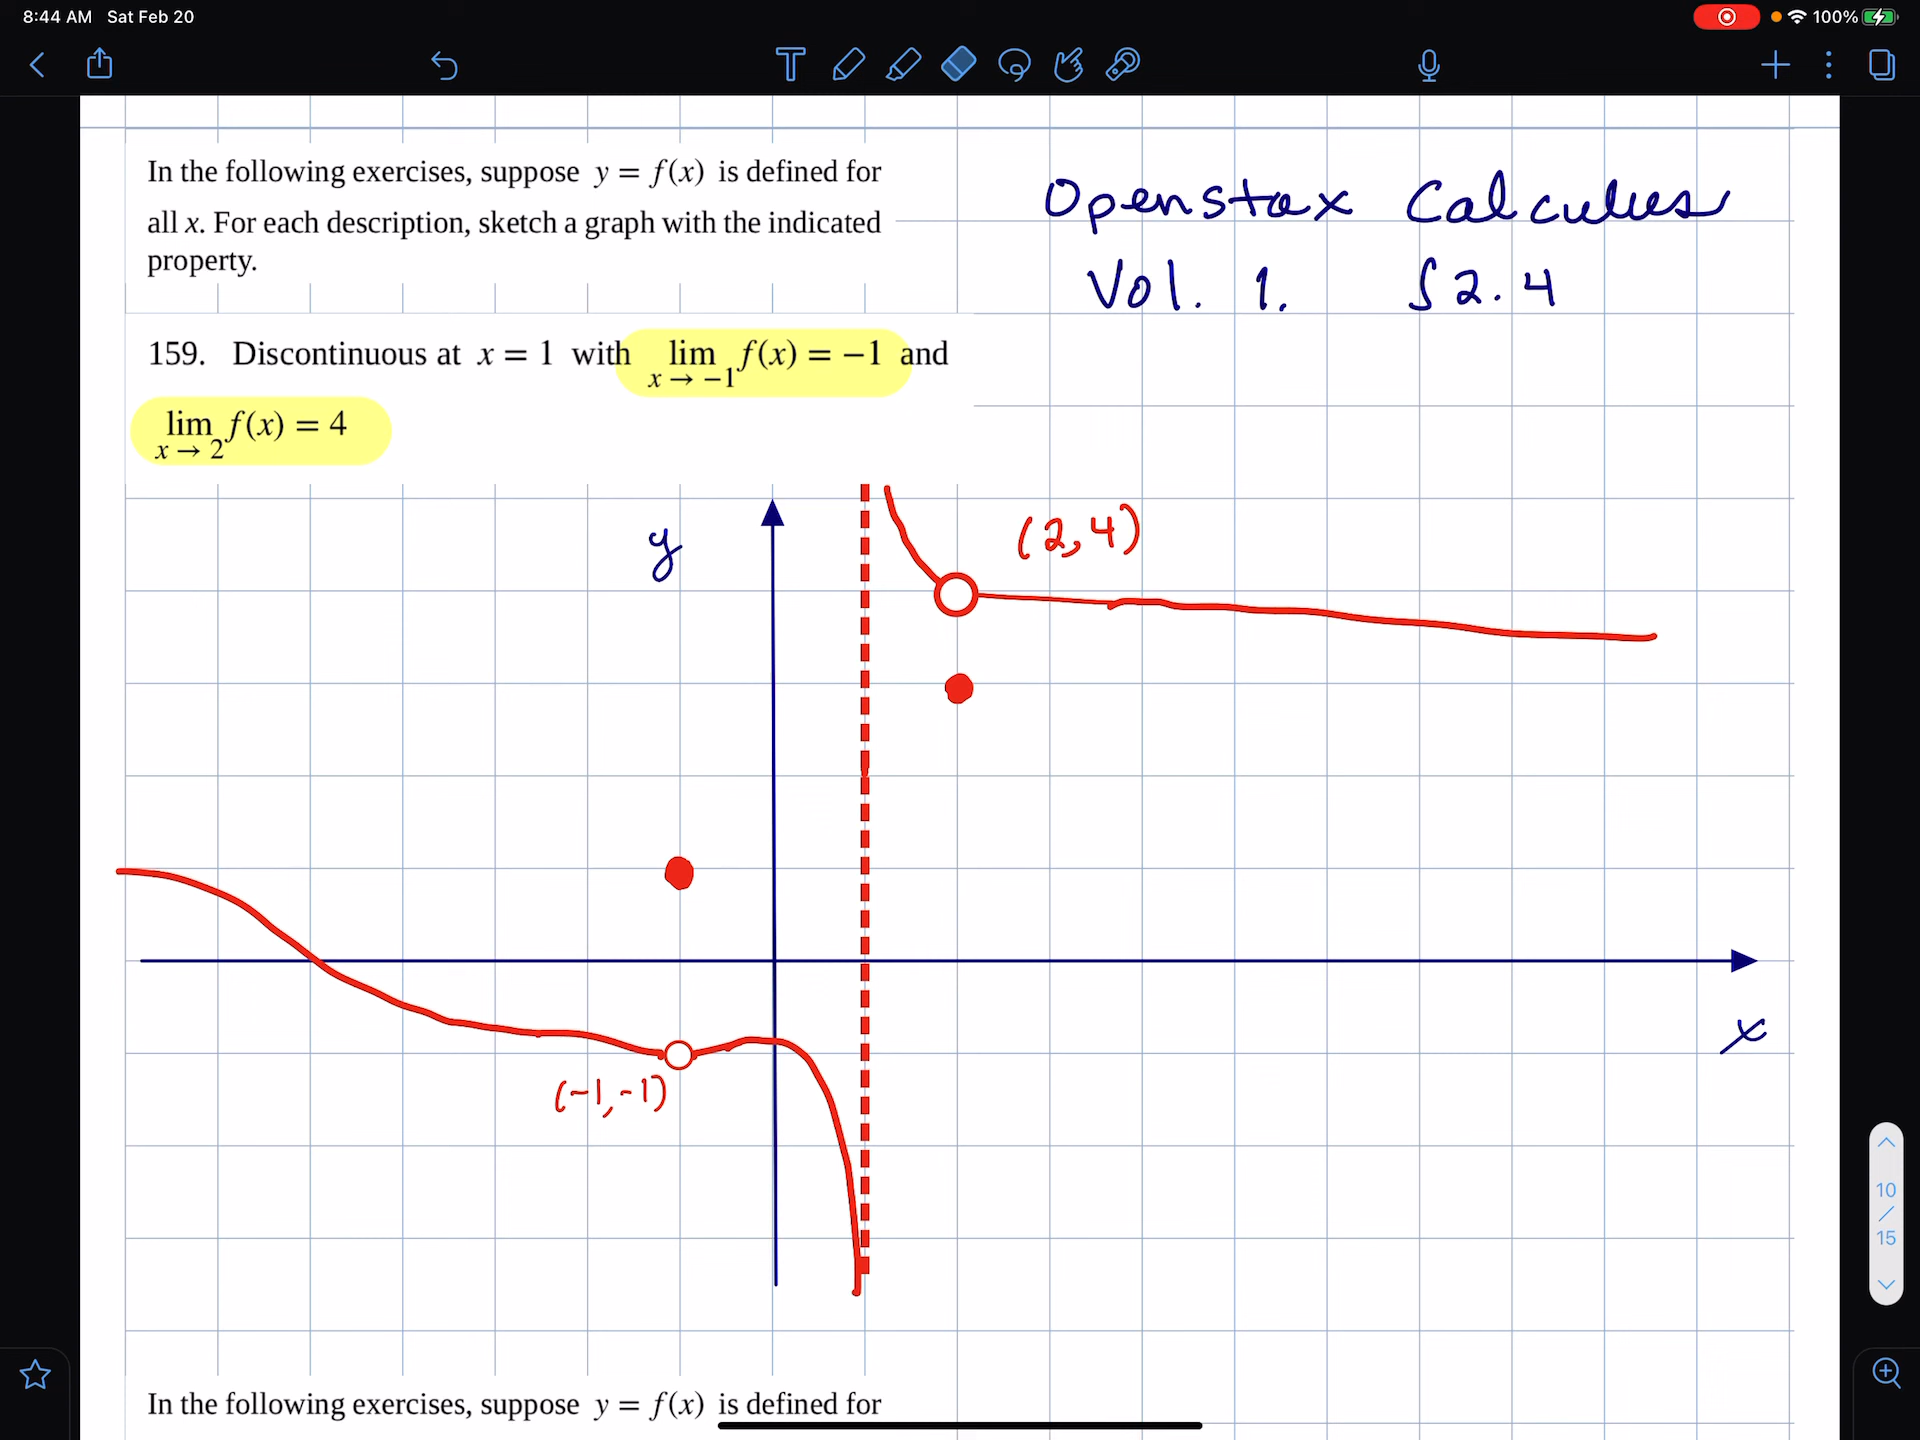 8:44 AM Sat Feb 20
100%
In the following exercises, suppose y = f(x) is defined for
all x. For each description, sketch a graph with the indicated
property.
Openstax Calculus
Vol. 1. §2.4
159. Discontinuous at x = 1 with lim x → −1 f(x) = −1 and
lim x → 2 f(x) = 4
y
(2,4)
x
(-1,-1)
10
/
15
In the following exercises, suppose y = f(x) is defined for